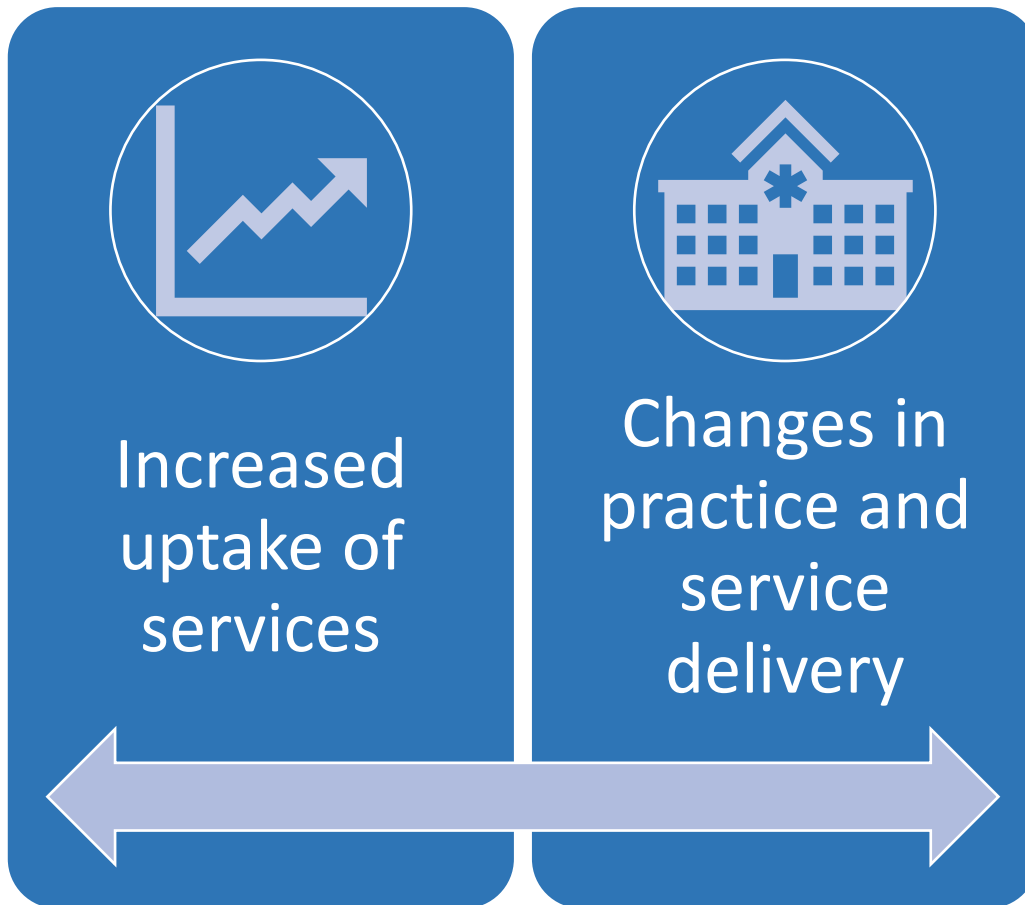 Increased
uptake of
services
Changes in
practice and
service
delivery